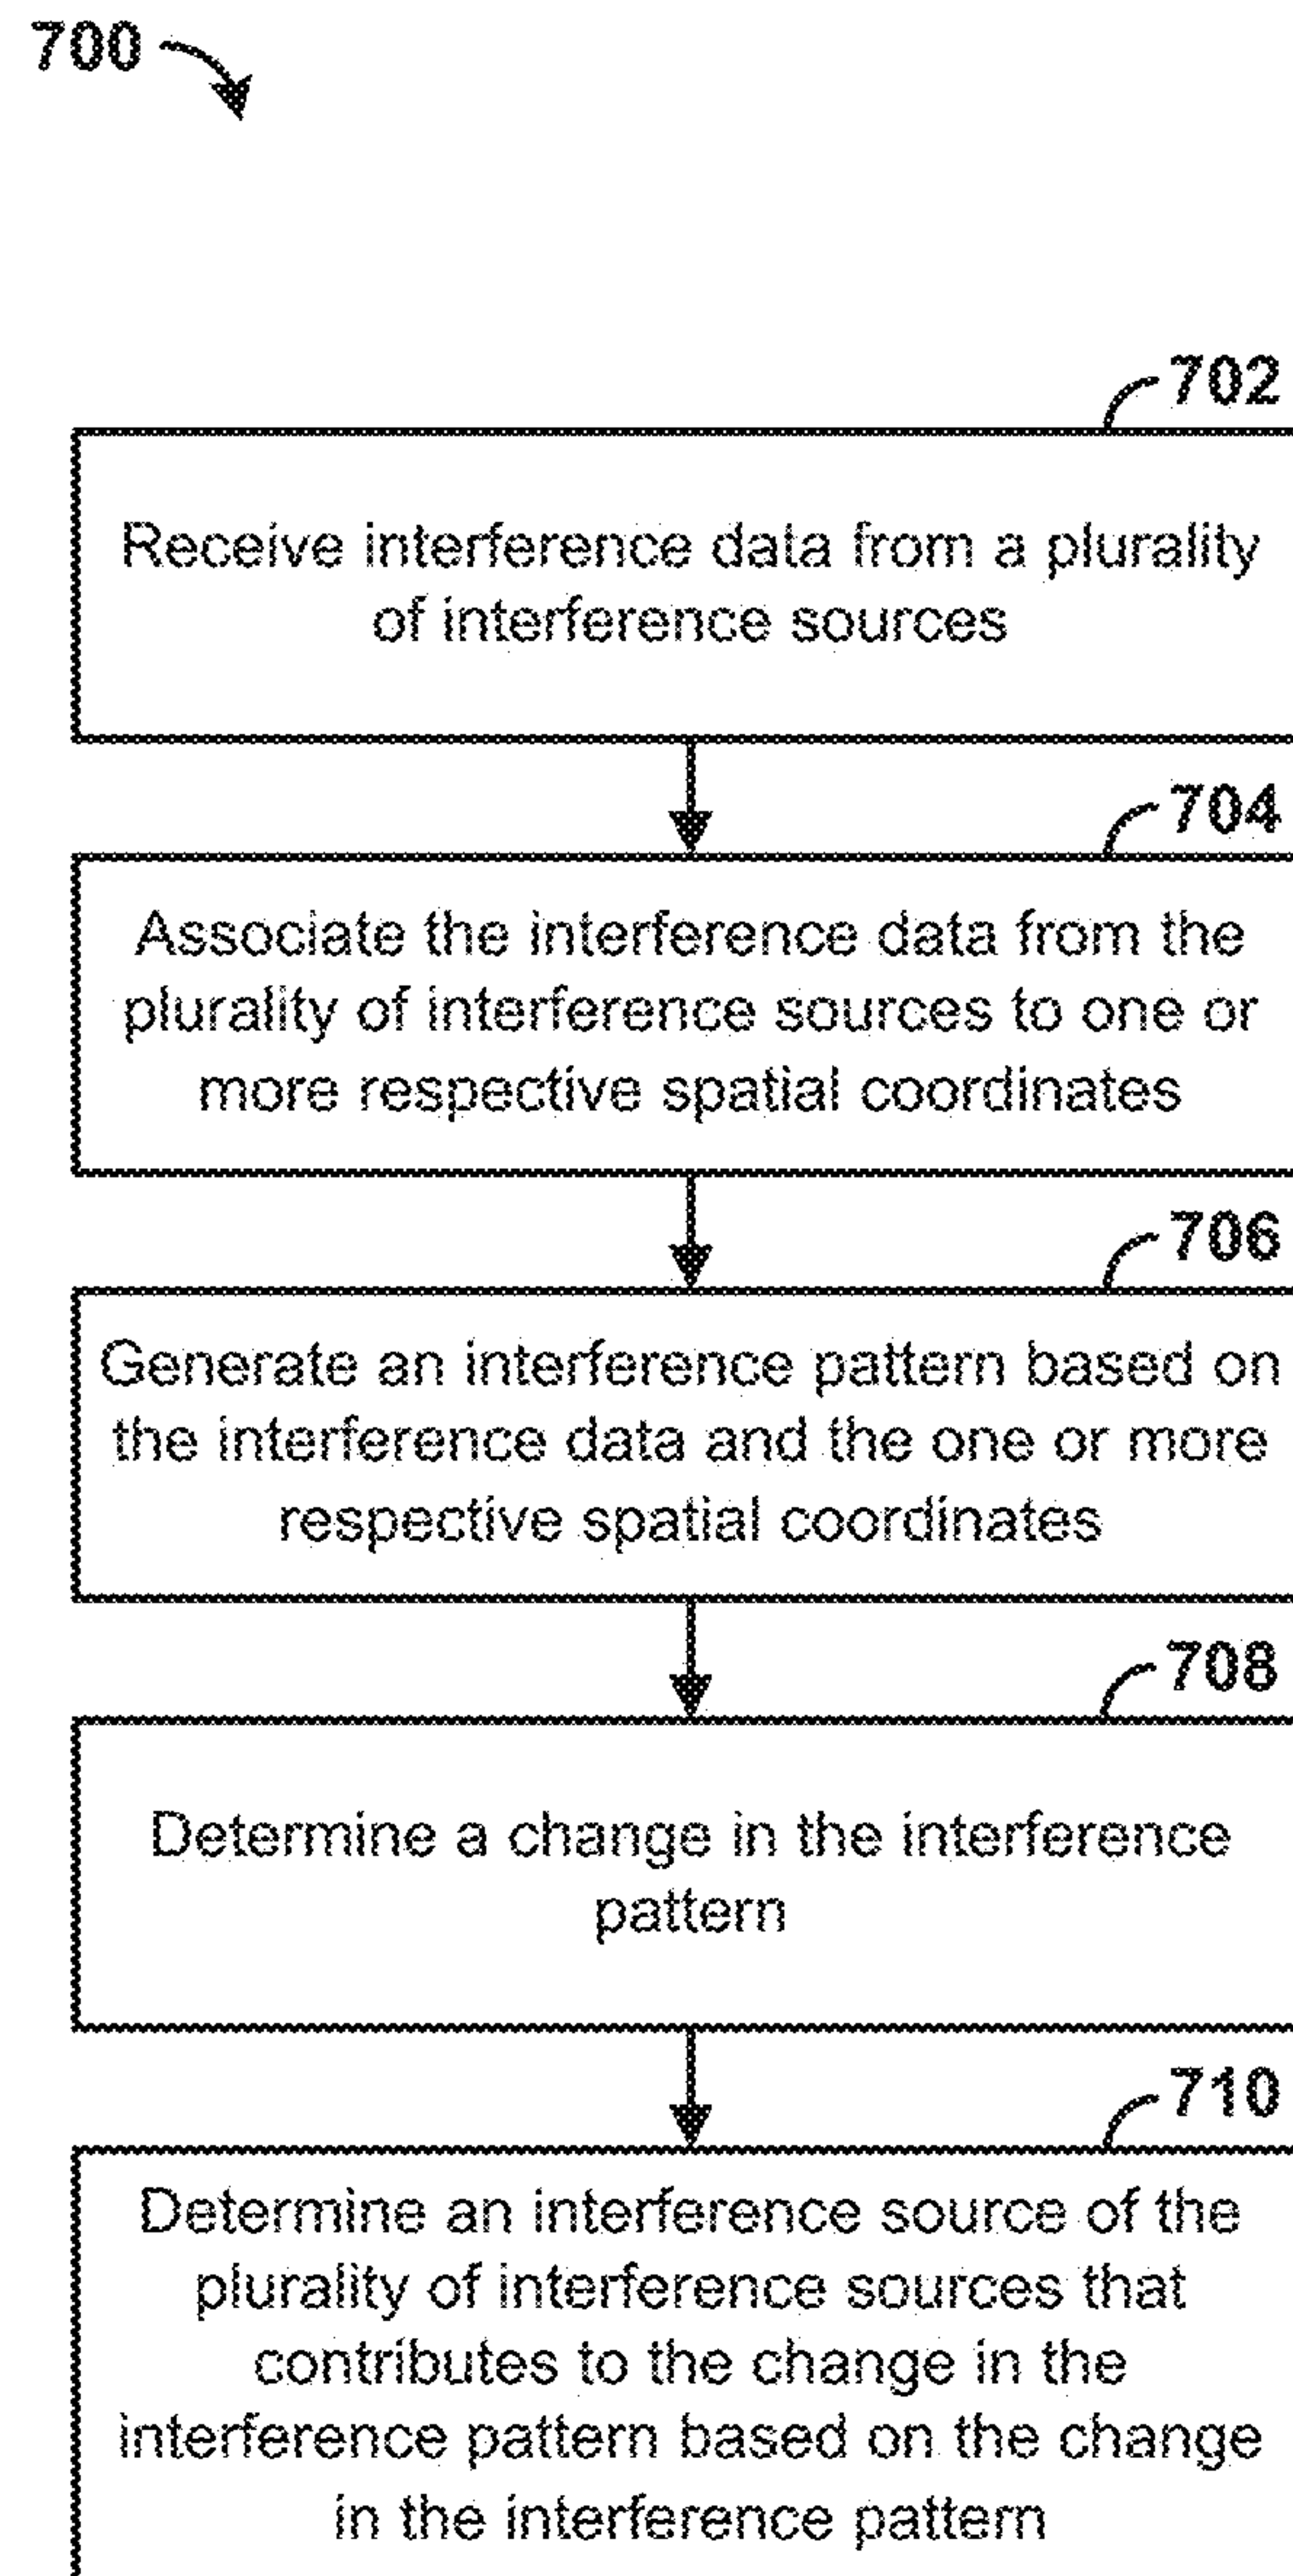 700
702
Receive interference data from a plurality
of interference sources
704
Associate the interference data from the
plurality of interference sources to one or
more respective spatial coordinates
706
Generate an interference pattern based on
the interference data and the one or more
respective spatial coordinates
708
Determine a change in the interference
pattern
710
Determine an interference source of the
plurality of interference sources that
contributes to the change in the
interference pattern based on the change
in the interference pattern